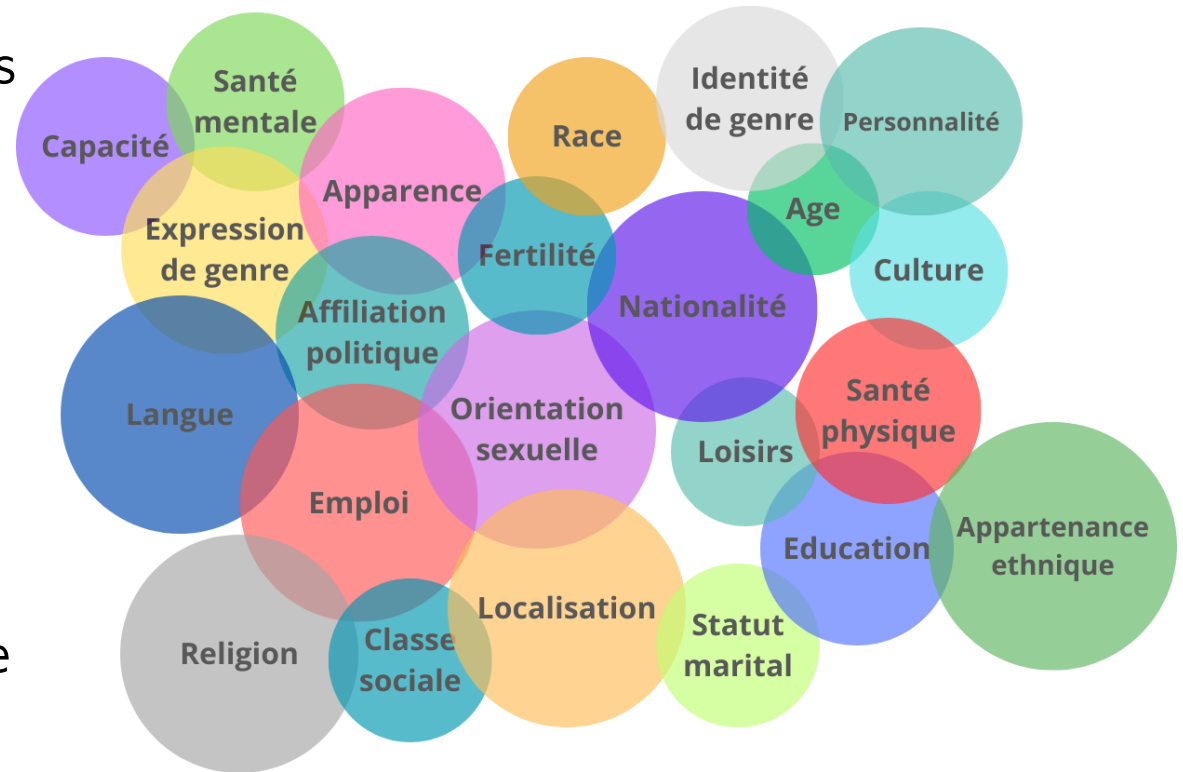 s
Santé
mentale
Capacité
Apparence
Expression
de genre
Race
Identité
de genre
Personnalité
Age
Fertilité
Culture
Nationalité
Affiliation
politique
Langue
Orientation
sexuelle
Santé
physique
Loisirs
Emploi
Education
Appartenance
ethnique
Localisation
Statut
marital
Religion
Classe
sociale
e